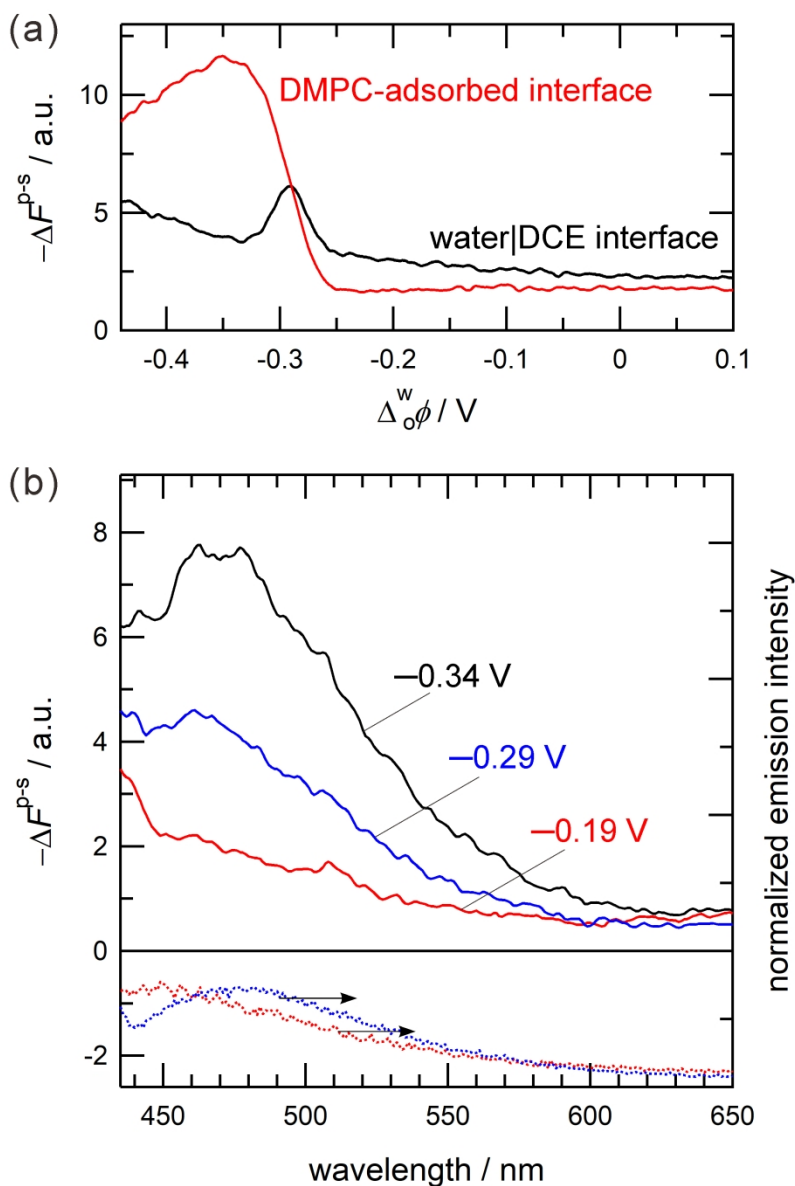 (a)
−ΔF^p-s / a.u.
10
5
0
DMPC-adsorbed interface
water|DCE interface
-0.4 -0.3 -0.2 -0.1 0 0.1
Δ^w_o ϕ / V
(b)
−ΔF^p-s / a.u.
8
6
4
2
0
-2
−0.34 V
−0.29 V
−0.19 V
normalized emission intensity
450 500 550 600 650
wavelength / nm